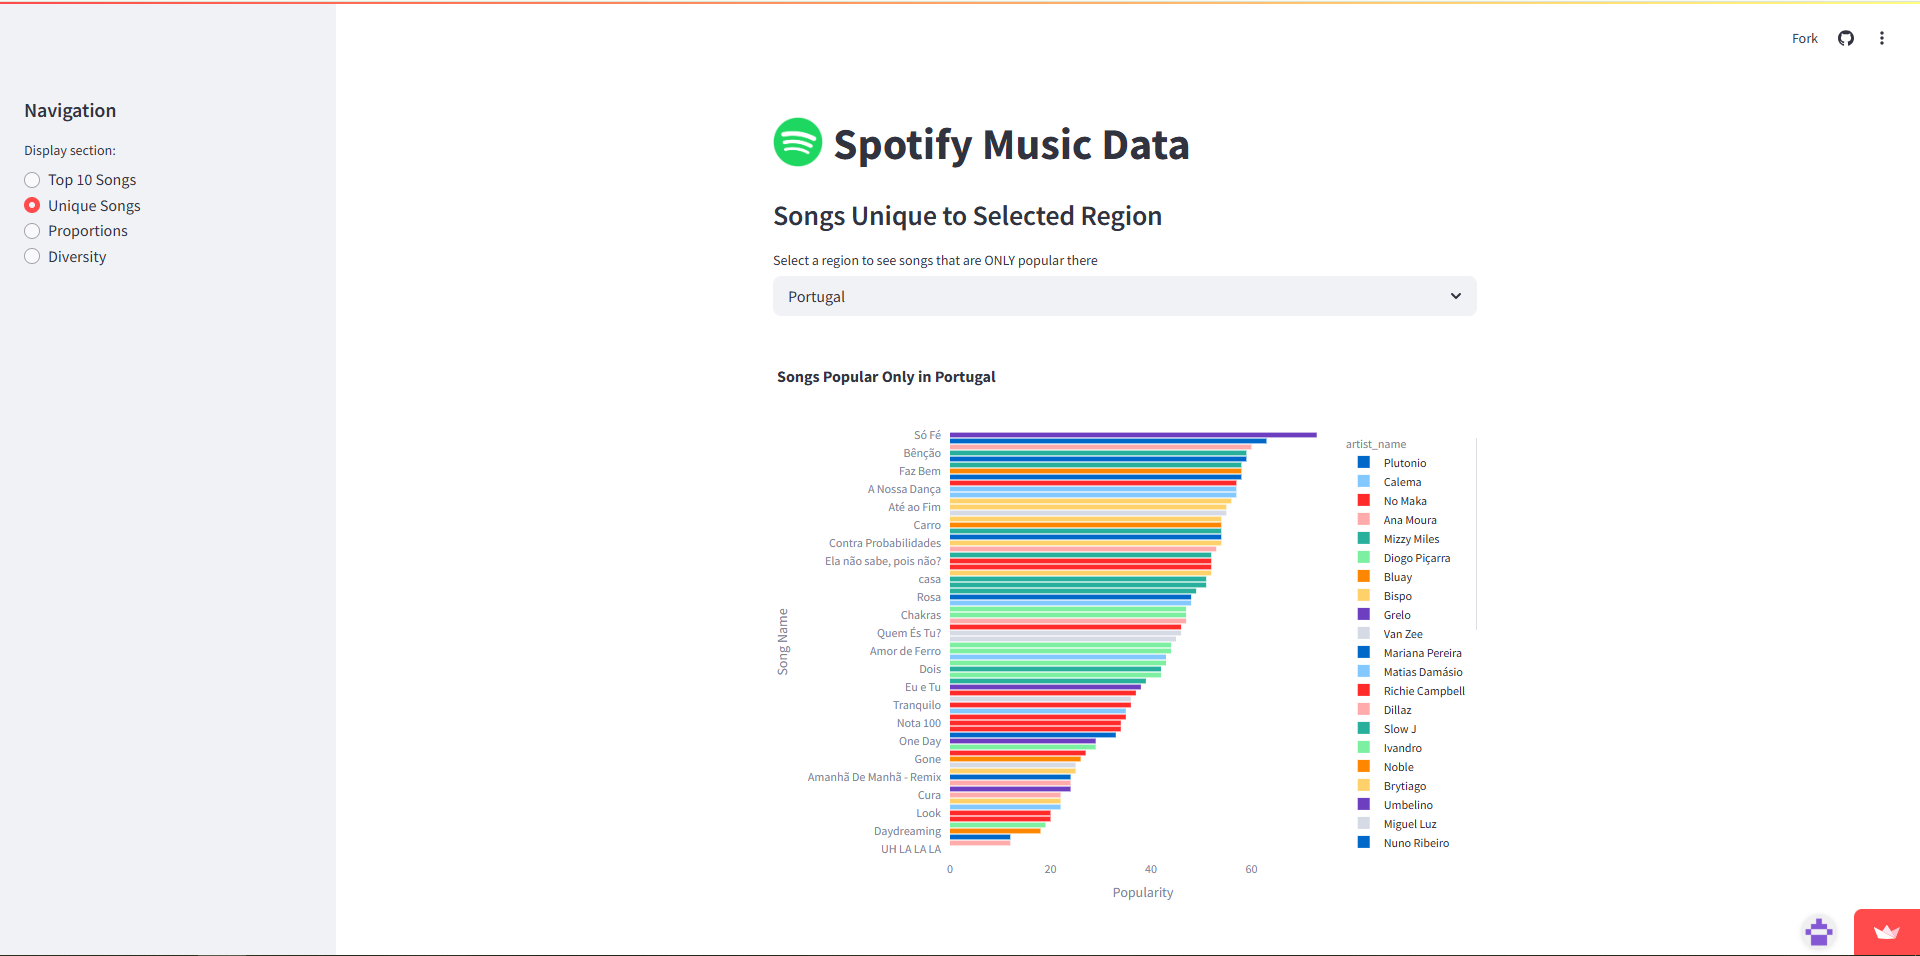 Fork
Navigation
Display section:
Top 10 Songs
Unique Songs
Proportions
Diversity
Spotify Music Data
Songs Unique to Selected Region
Select a region to see songs that are ONLY popular there
Portugal
Songs Popular Only in Portugal
Song Name
Só Fé
Bênção
Faz Bem
A Nossa Dança
Até ao Fim
Carro
Contra Probabilidades
Ela não sabe, pois não?
casa
Rosa
Chakras
Quem És Tu?
Amor de Ferro
Dois
Eu e Tu
Tranquilo
Nota 100
One Day
Gone
Amanhã De Manhã - Remix
Cura
Look
Daydreaming
UH LA LA LA
0 20 40 60
Popularity
artist_name
Plutonio
Calema
No Maka
Ana Moura
Mizzy Miles
Diogo Piçarra
Bluay
Bispo
Grelo
Van Zee
Mariana Pereira
Matias Damásio
Richie Campbell
Dillaz
Slow J
Ivandro
Noble
Brytiago
Umbelino
Miguel Luz
Nuno Ribeiro